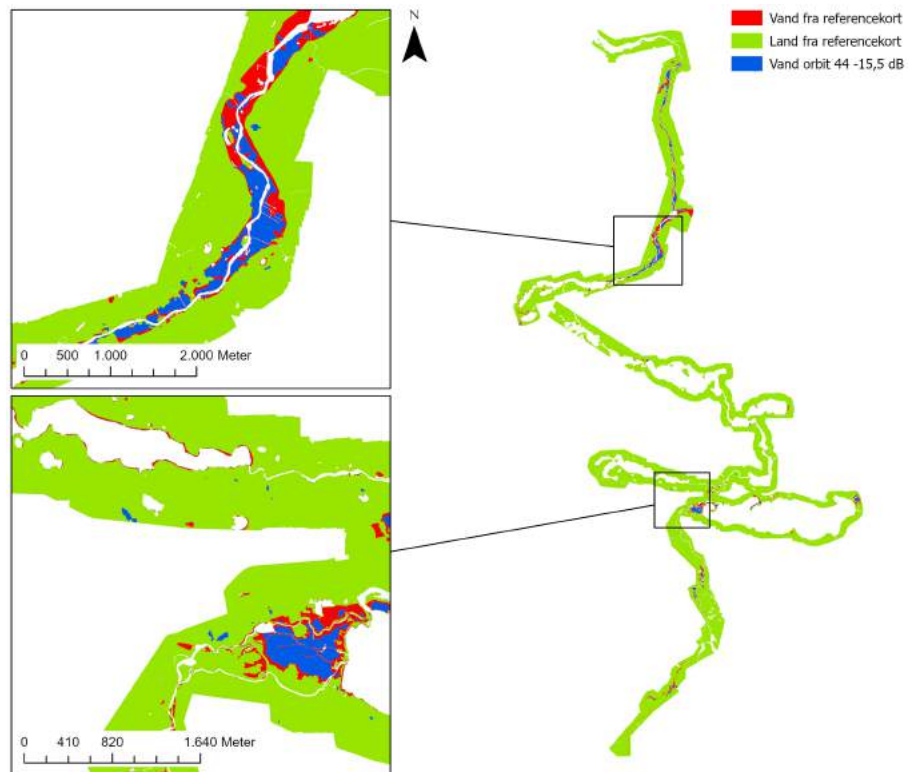 N
Vand fra referencekort
Land fra referencekort
Vand orbit 44 -15,5 dB
0 500 1.000 2.000 Meter
0 410 820 1.640 Meter